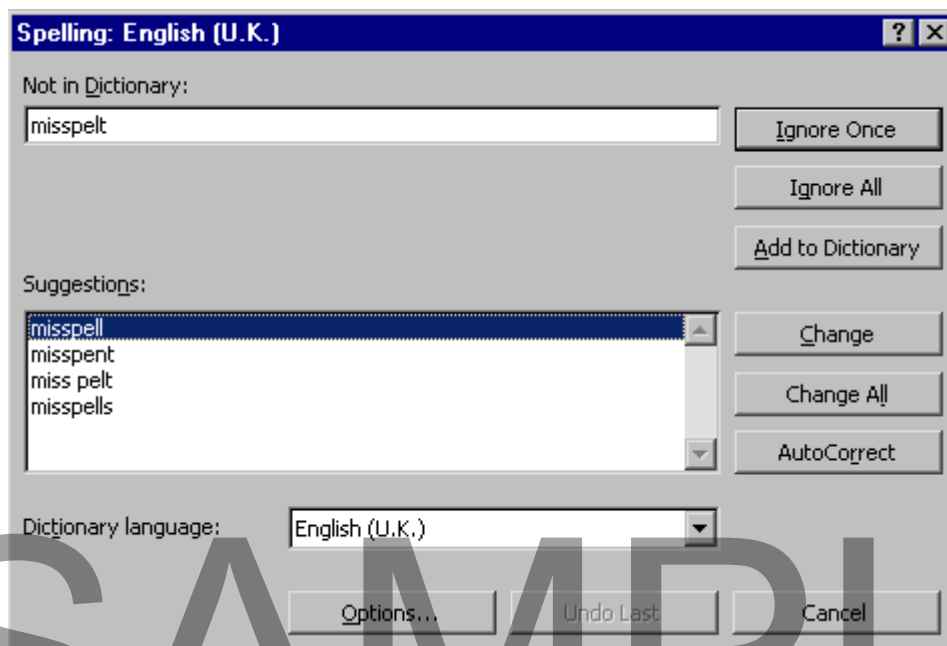 Spelling: English (U.K.)
Not in Dictionary:
misspelt
Ignore Once
Ignore All
Add to Dictionary
Suggestions:
misspell
misspent
miss pelt
misspells
Change
Change All
AutoCorrect
Dictionary language:
English (U.K.)
Options...
Undo Last
Cancel